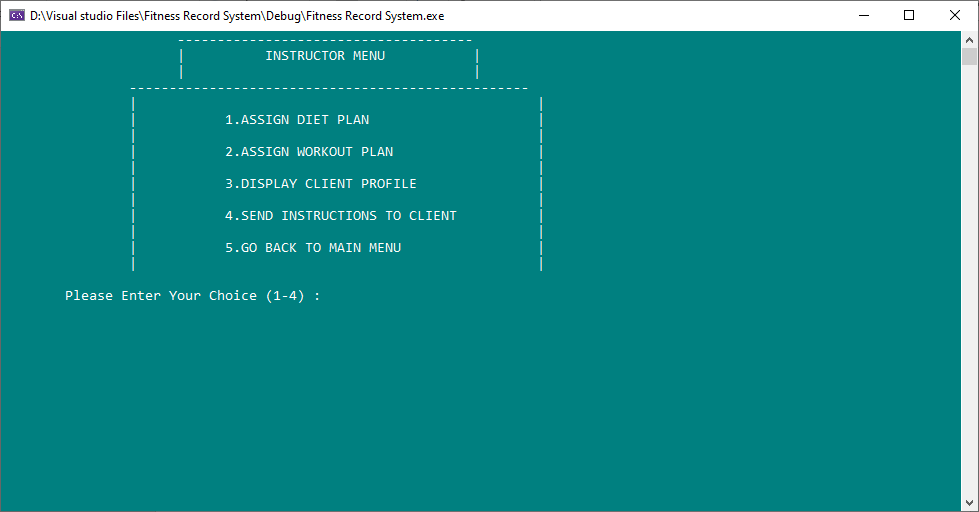 D:\Visual studio Files\Fitness Record System\Debug\Fitness Record System.exe
INSTRUCTOR MENU
1.ASSIGN DIET PLAN
2.ASSIGN WORKOUT PLAN
3.DISPLAY CLIENT PROFILE
4.SEND INSTRUCTIONS TO CLIENT
5.GO BACK TO MAIN MENU
Please Enter Your Choice (1-4) :